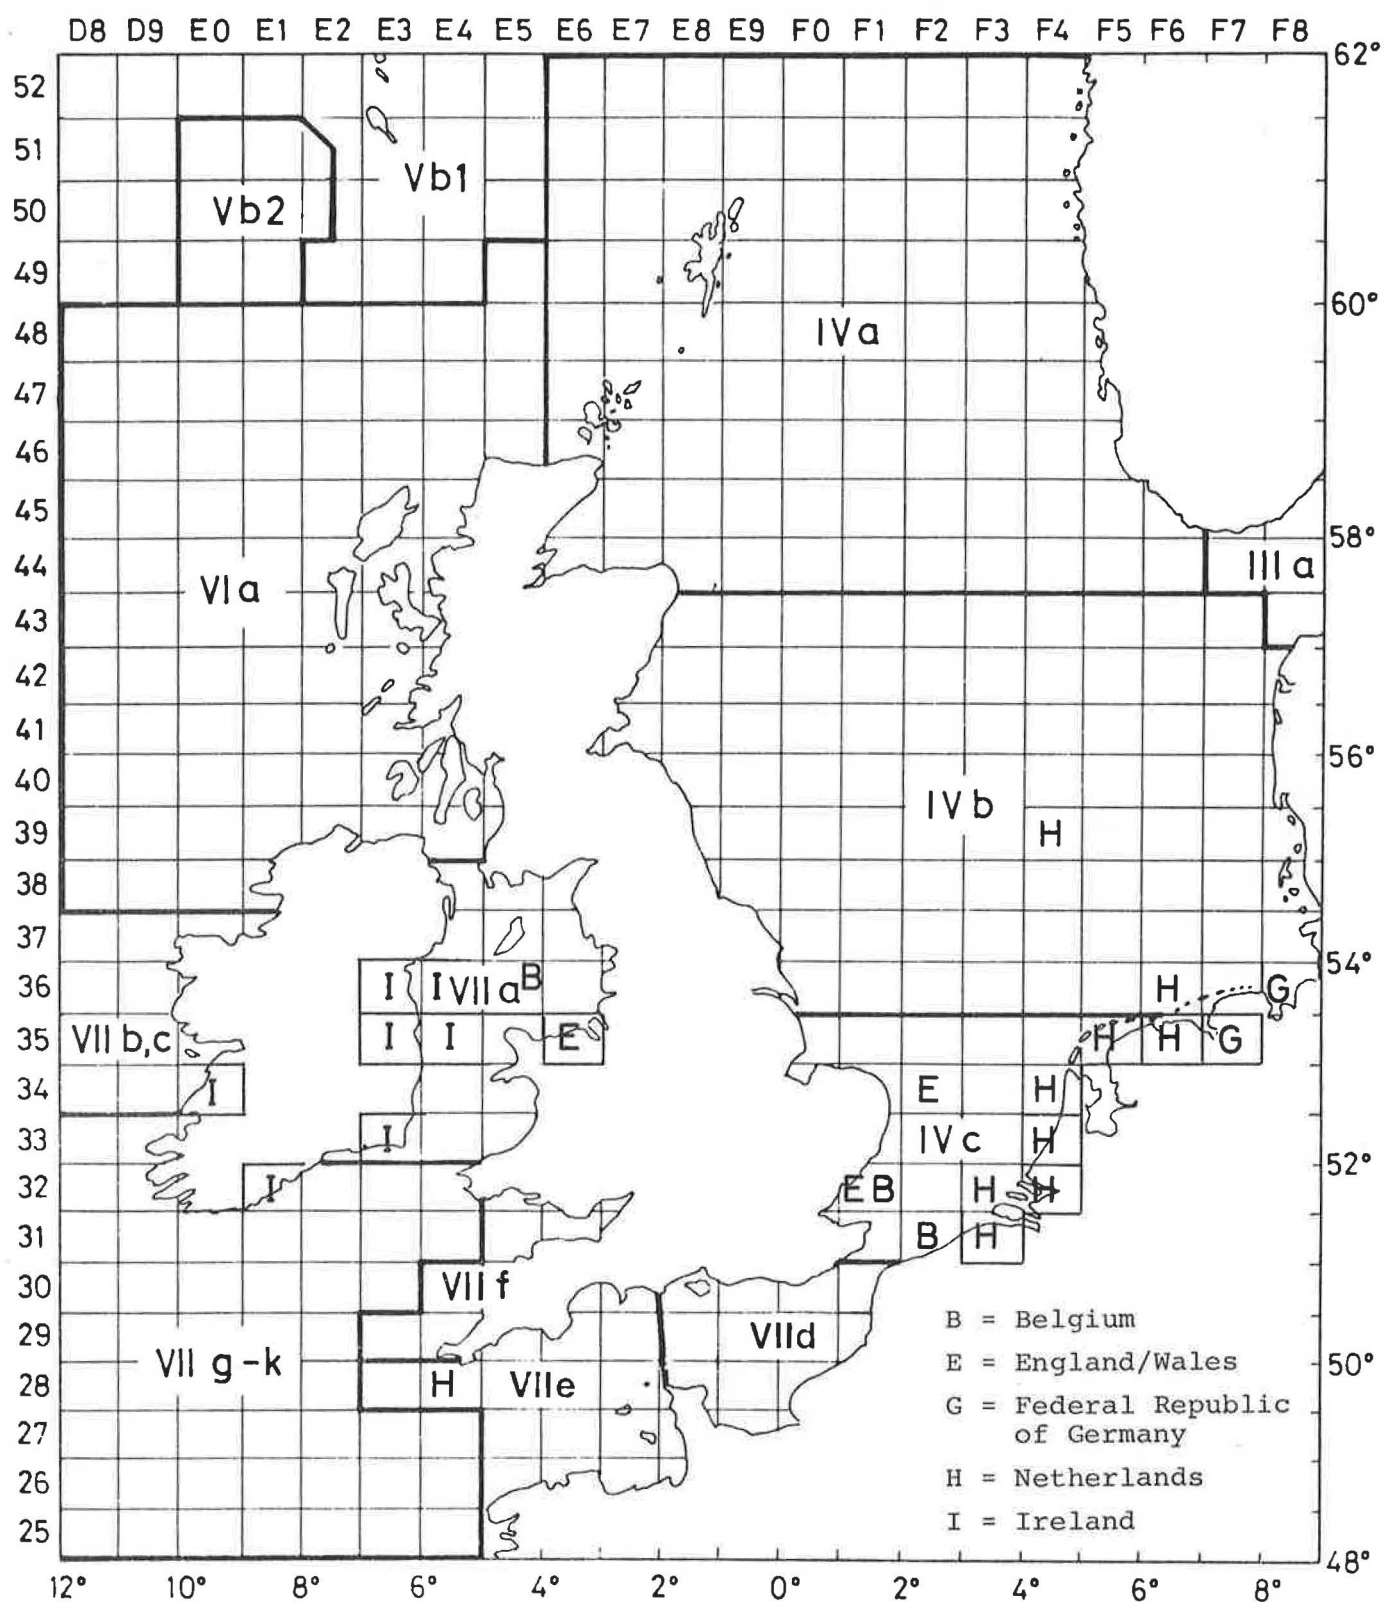 D8 D9 E0 E1 E2 E3 E4 E5 E6 E7 E8 E9 F0 F1 F2 F3 F4 F5 F6 F7 F8
62°
52
51
Vb1
50
Vb2
49
60°
48
IVa
47
46
45
58°
44
VIa
IIIa
43
42
41
56°
40
IVb
39
H
38
37
54°
36
I I VIIa B H G
35
VII b,c I I E H H G
34
I E H
33
I IVc H
52°
32
I E B H H
31
B H
30
VII f
29
VIId
50°
28
VII g-k H VIIe
27
26
25
48°
B = Belgium
E = England/Wales
G = Federal Republic
of Germany
H = Netherlands
I = Ireland
12° 10° 8° 6° 4° 2° 0° 2° 4° 6° 8°